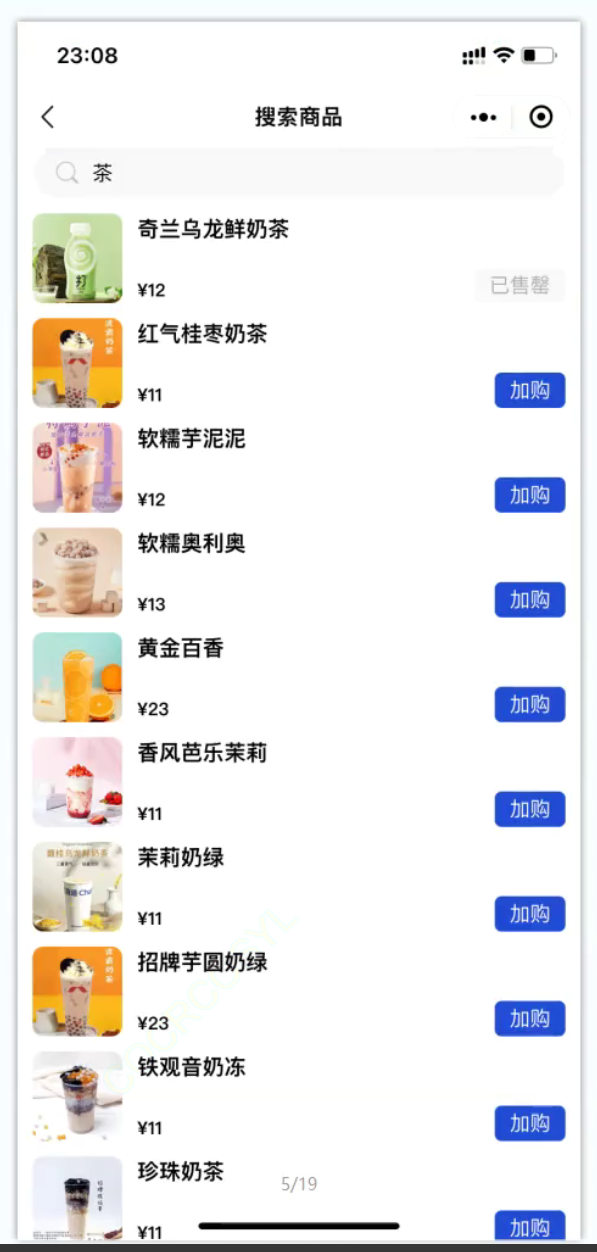 23:08
搜索商品
茶
奇兰乌龙鲜奶茶
¥12
已售罄
红气桂枣奶茶
¥11
加购
软糯芋泥泥
¥12
加购
软糯奥利奥
¥13
加购
黄金百香
¥23
加购
香风芭乐茉莉
¥11
加购
茉莉奶绿
¥11
加购
招牌芋圆奶绿
¥23
加购
铁观音奶冻
¥11
加购
珍珠奶茶
5/19
¥11
加购